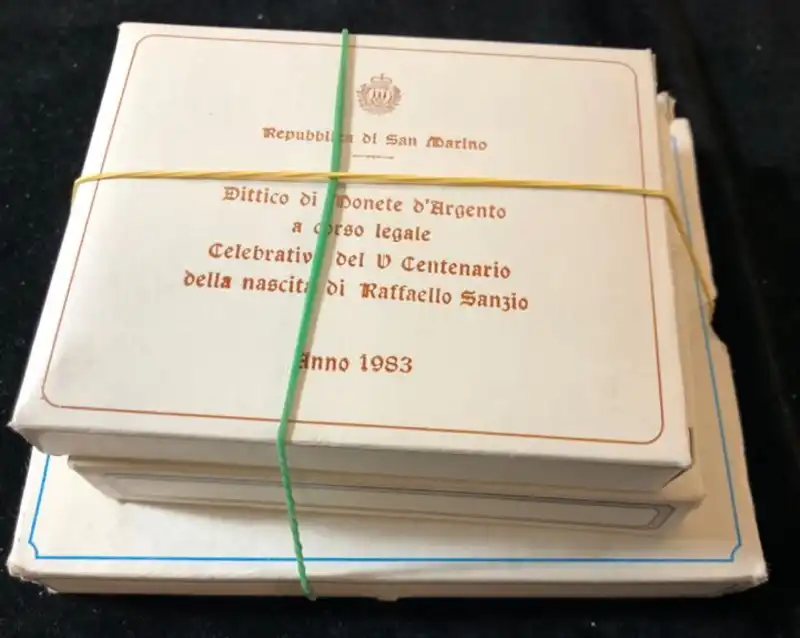 Repubblica di San Marino
Dittico di Monete d'Argento
a corso legale
Celebrativo del V Centenario
della nascita di Raffaello Sanzio
Anno 1983